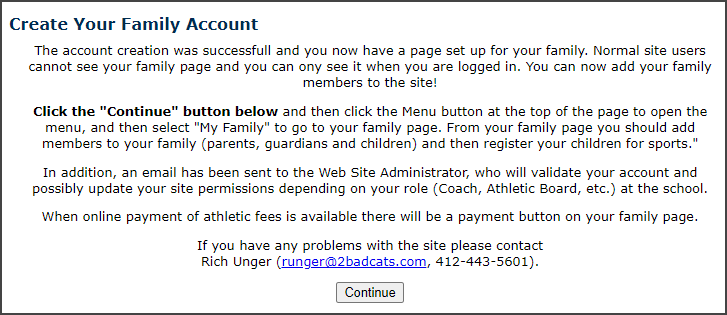 Create Your Family Account
The account creation was successfull and you now have a page set up for your family. Normal site users
cannot see your family page and you can ony see it when you are logged in. You can now add your family
members to the site!
Click the "Continue" button below and then click the Menu button at the top of the page to open the
menu, and then select "My Family" to go to your family page. From your family page you should add
members to your family (parents, guardians and children) and then register your children for sports."
In addition, an email has been sent to the Web Site Administrator, who will validate your account and
possibly update your site permissions depending on your role (Coach, Athletic Board, etc.) at the school.
When online payment of athletic fees is available there will be a payment button on your family page.
If you have any problems with the site please contact
Rich Unger (runger@2badcats.com, 412-443-5601).
Continue